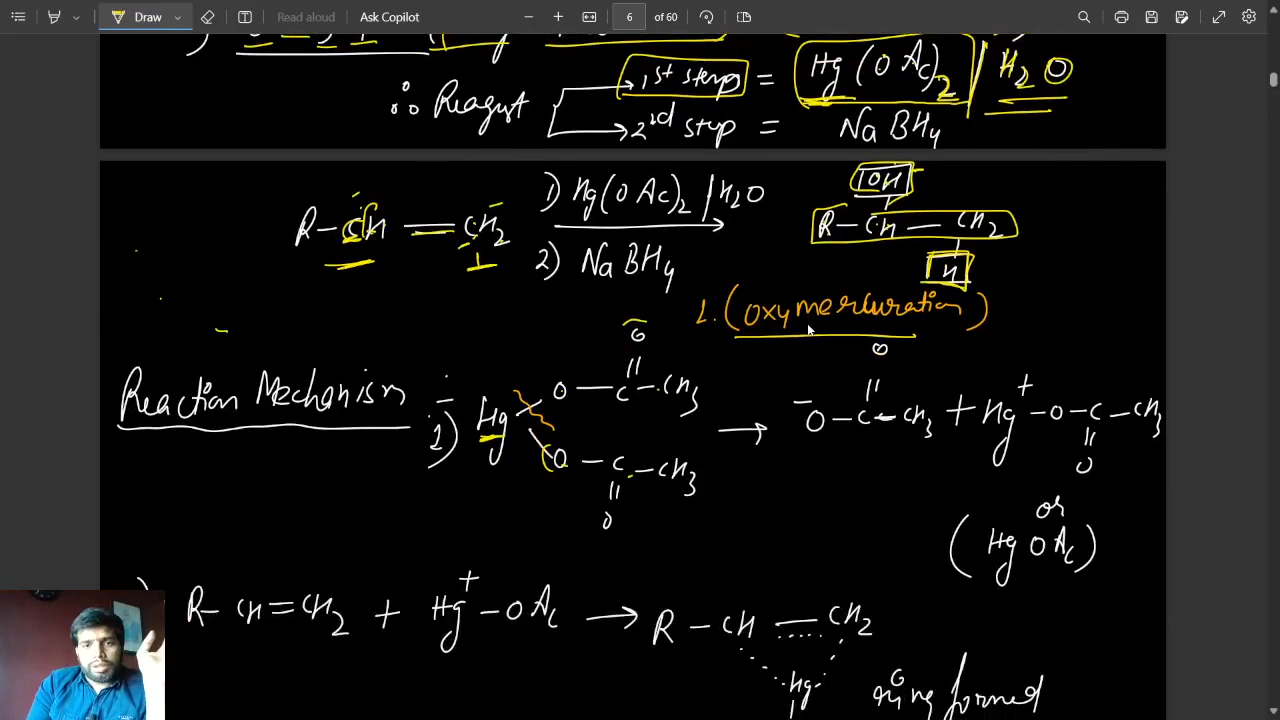 Draw
Read aloud
Ask Copilot
6
of 60
∴ Reagent
1st step = Hg(OAc)2 | H2O
2nd step = NaBH4
R-CH=CH2
1) Hg(OAc)2/H2O
2) NaBH4
OH
R-CH-CH2
H
1. (Oxymercuration)
Reaction Mechanism
O
O
O-C-CH3
1) Hg
→ -O-C-CH3 + Hg+-O-C-CH3
O-C-CH3
O
O
or
(HgOAc)
R-CH=CH2 + Hg+-OAc → R-CH-CH2
Hg
ring formed